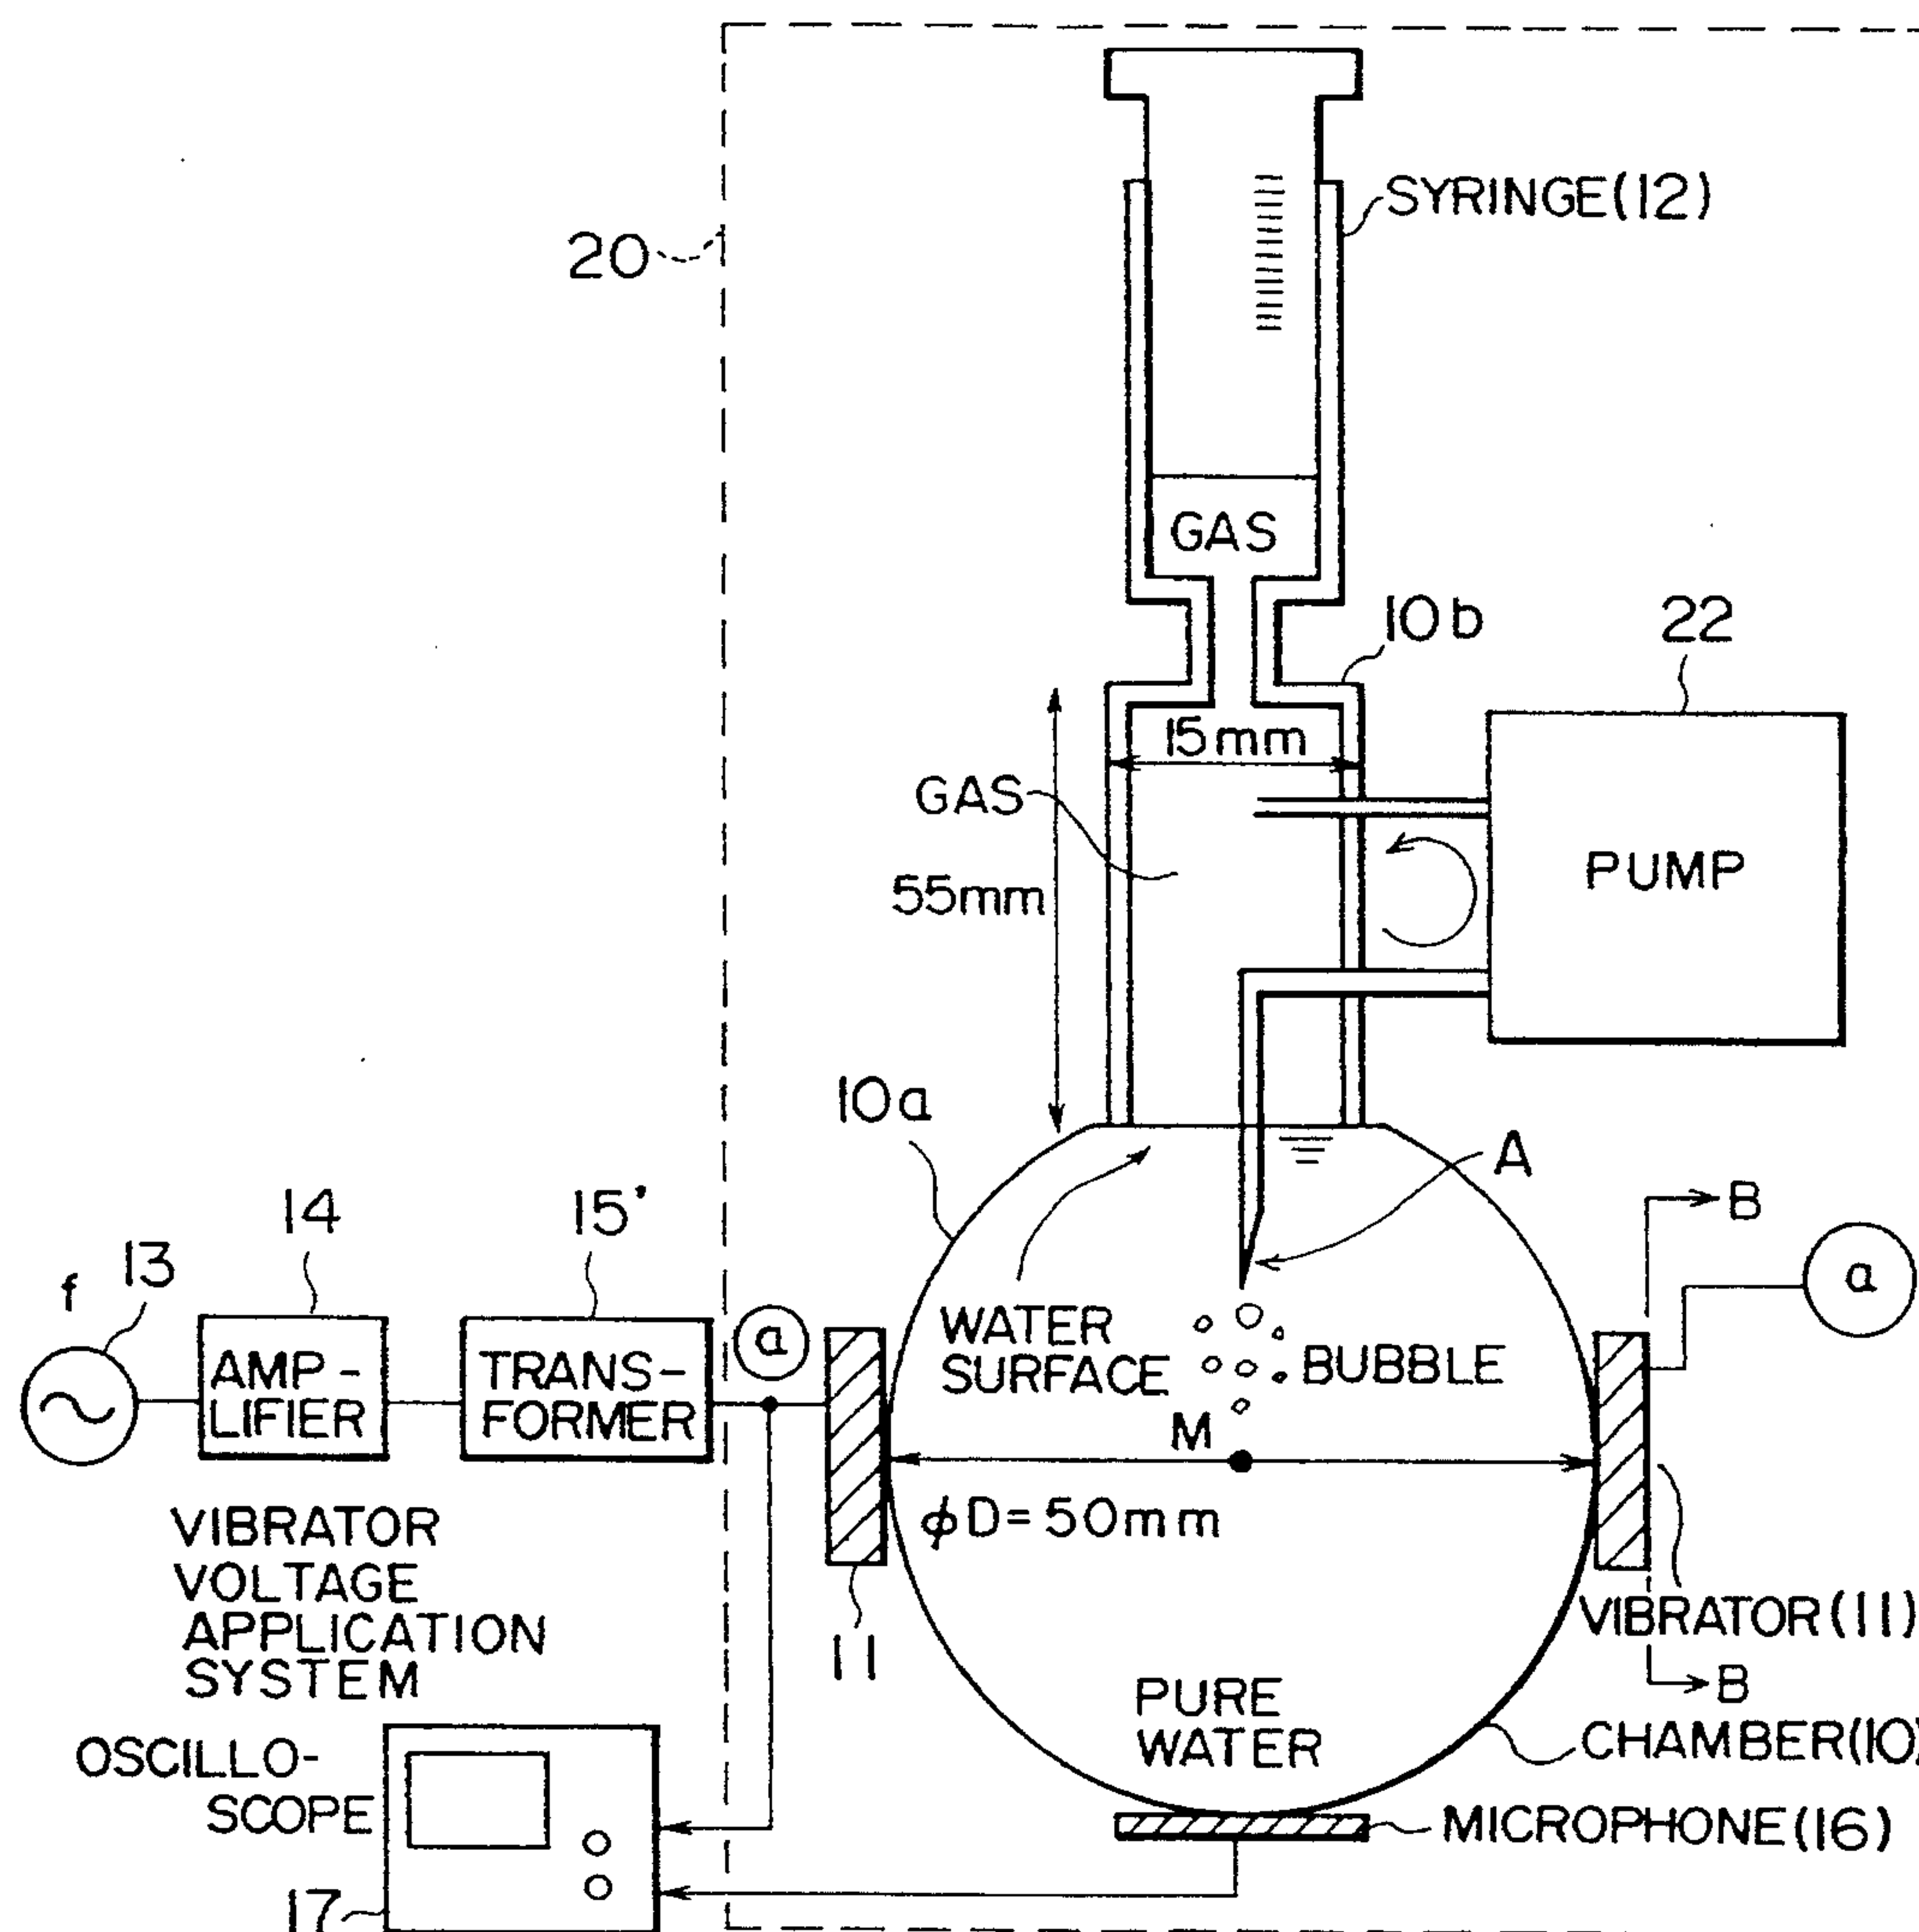 20
SYRINGE(12)
GAS
10b
22
15mm
GAS
55mm
PUMP
10a
A
B
a
14
15'
13
f
AMP-
LIFIER
TRANS-
FORMER
a
WATER
SURFACE
BUBBLE
M
φD=50mm
VIBRATOR
VOLTAGE
APPLICATION
SYSTEM
11
VIBRATOR(11)
B
PURE
WATER
CHAMBER(10)
OSCILLO-
SCOPE
MICROPHONE(16)
17